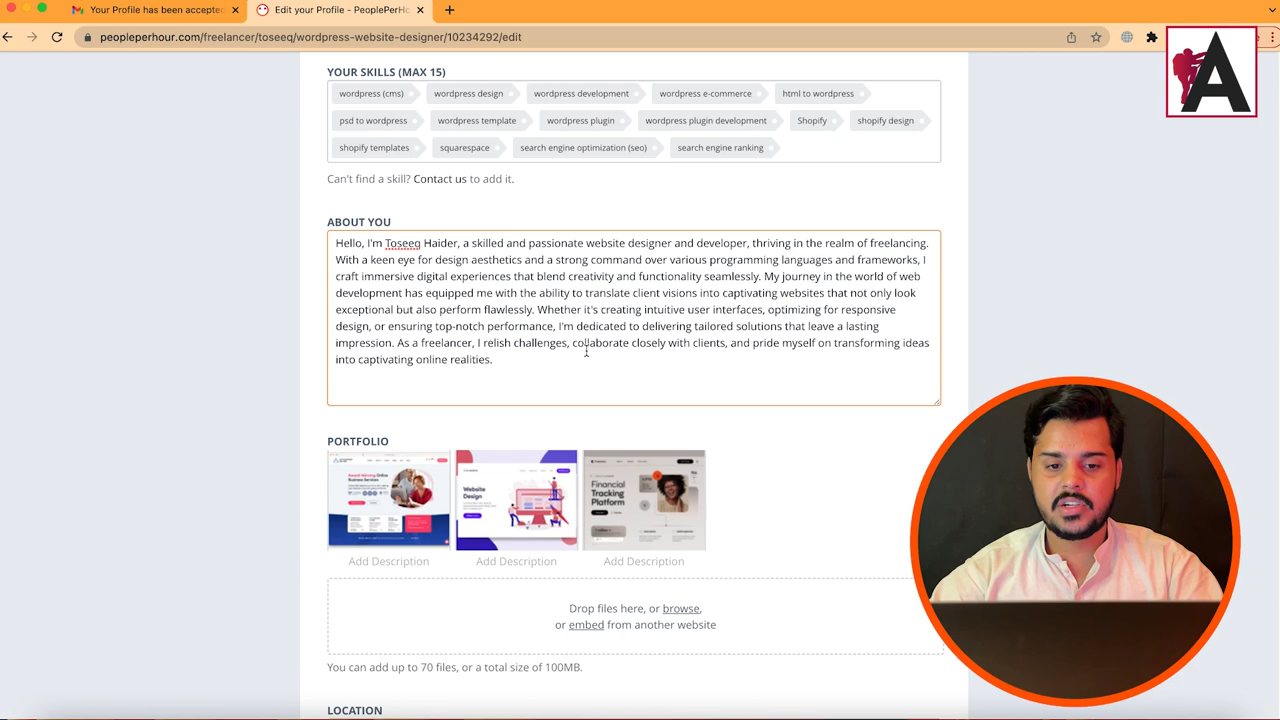 Your Profile has been accepted
Edit your Profile - PeoplePerHo
peopleperhour.com/freelancer/toseeq/wordpress-website-designer/10234292/edit
A
YOUR SKILLS (MAX 15)
wordpress (cms) wordpress design wordpress development wordpress e-commerce html to wordpress
psd to wordpress wordpress template wordpress plugin wordpress plugin development Shopify shopify design
shopify templates squarespace search engine optimization (seo) search engine ranking
Can't find a skill? Contact us to add it.
ABOUT YOU
Hello, I'm Toseeq Haider, a skilled and passionate website designer and developer, thriving in the realm of freelancing.
With a keen eye for design aesthetics and a strong command over various programming languages and frameworks, I
craft immersive digital experiences that blend creativity and functionality seamlessly. My journey in the world of web
development has equipped me with the ability to translate client visions into captivating websites that not only look
exceptional but also perform flawlessly. Whether it's creating intuitive user interfaces, optimizing for responsive
design, or ensuring top-notch performance, I'm dedicated to delivering tailored solutions that leave a lasting
impression. As a freelancer, I relish challenges, collaborate closely with clients, and pride myself on transforming ideas
into captivating online realities.
PORTFOLIO
Website
Design
Financial
Tracking
Platform
Add Description Add Description Add Description
Drop files here, or browse,
or embed from another website
You can add up to 70 files, or a total size of 100MB.
LOCATION